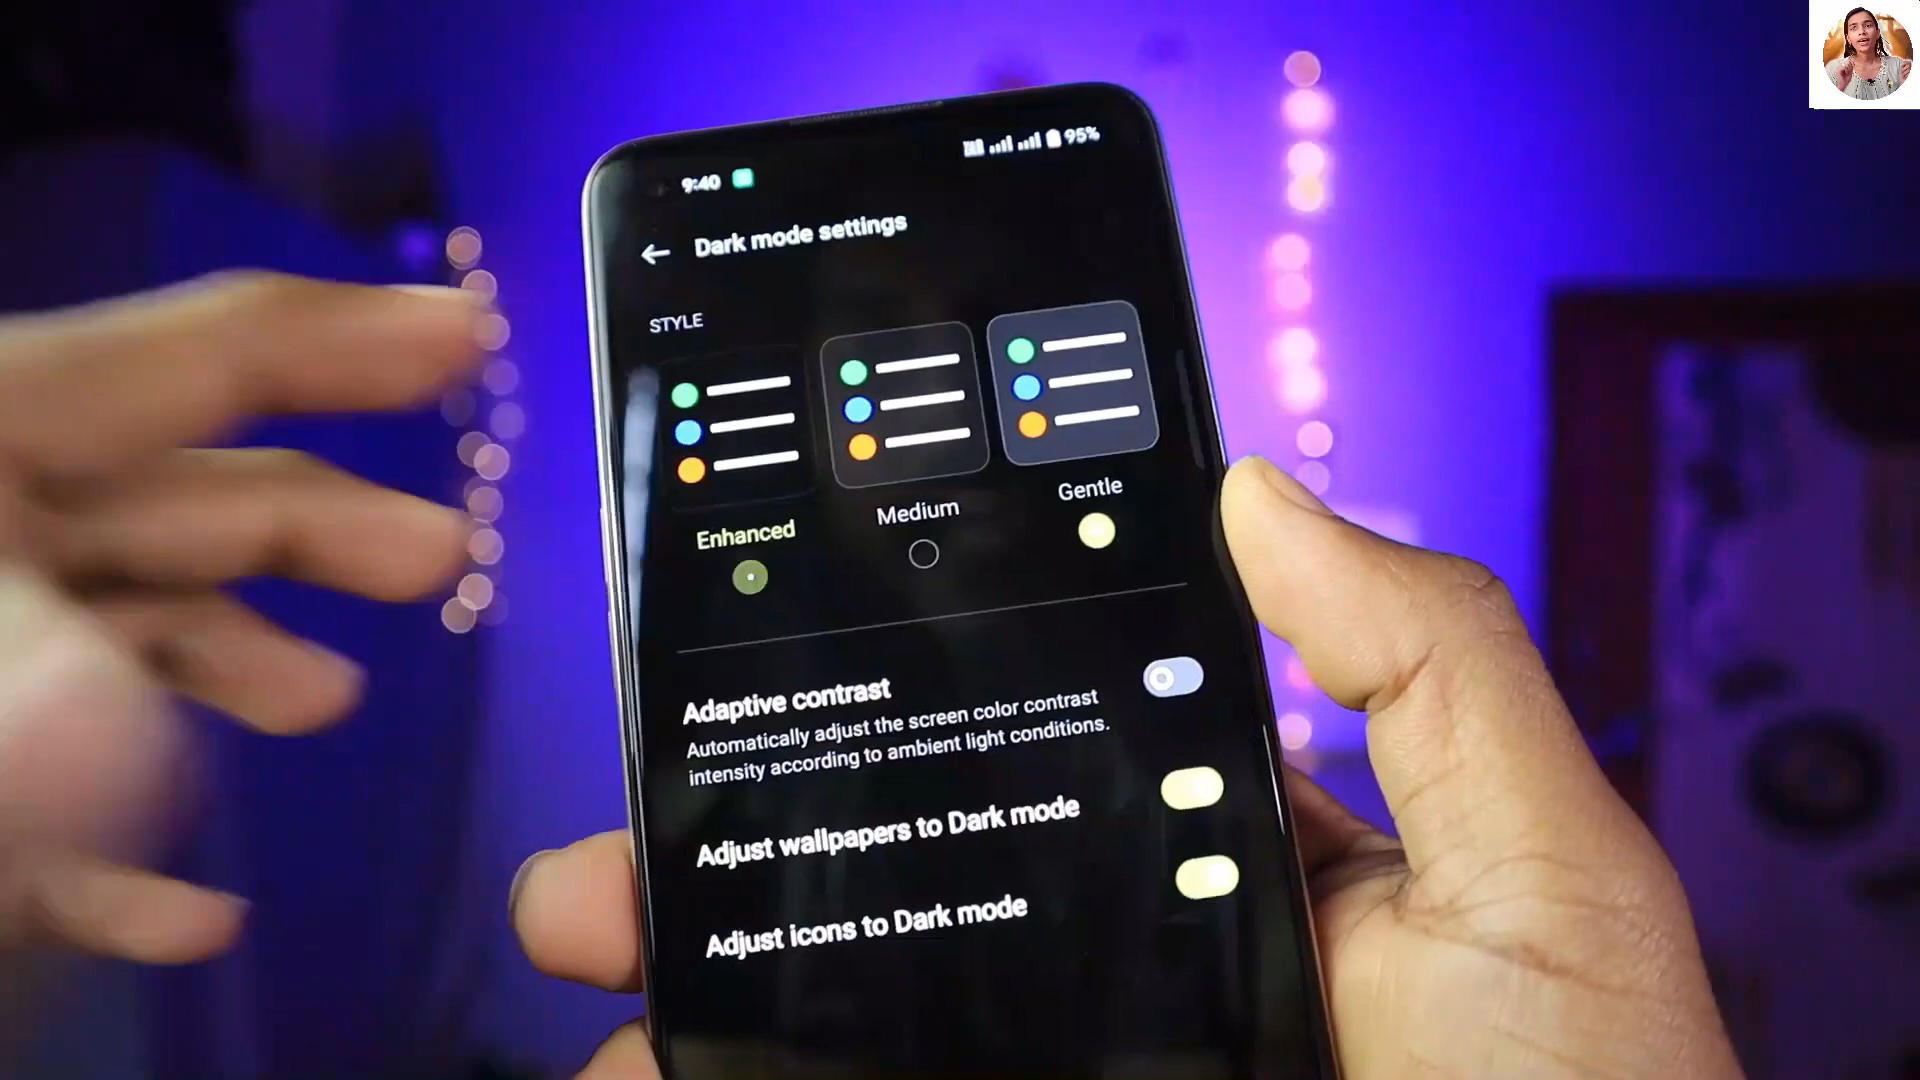 9:40
95%
Dark mode settings
STYLE
Enhanced
Medium
Gentle
Adaptive contrast
Automatically adjust the screen color contrast
intensity according to ambient light conditions.
Adjust wallpapers to Dark mode
Adjust icons to Dark mode